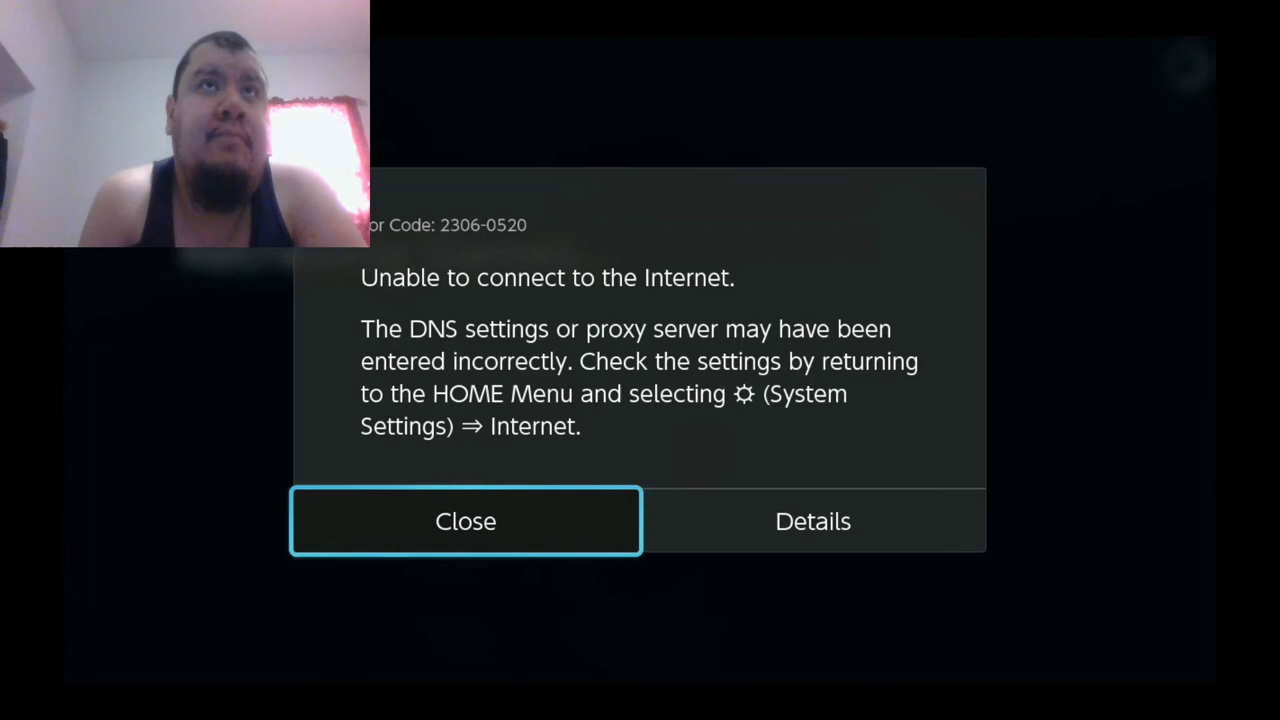 or Code: 2306-0520
Unable to connect to the Internet.
The DNS settings or proxy server may have been
entered incorrectly. Check the settings by returning
to the HOME Menu and selecting ☼ (System
Settings) ⇒ Internet.
Close
Details